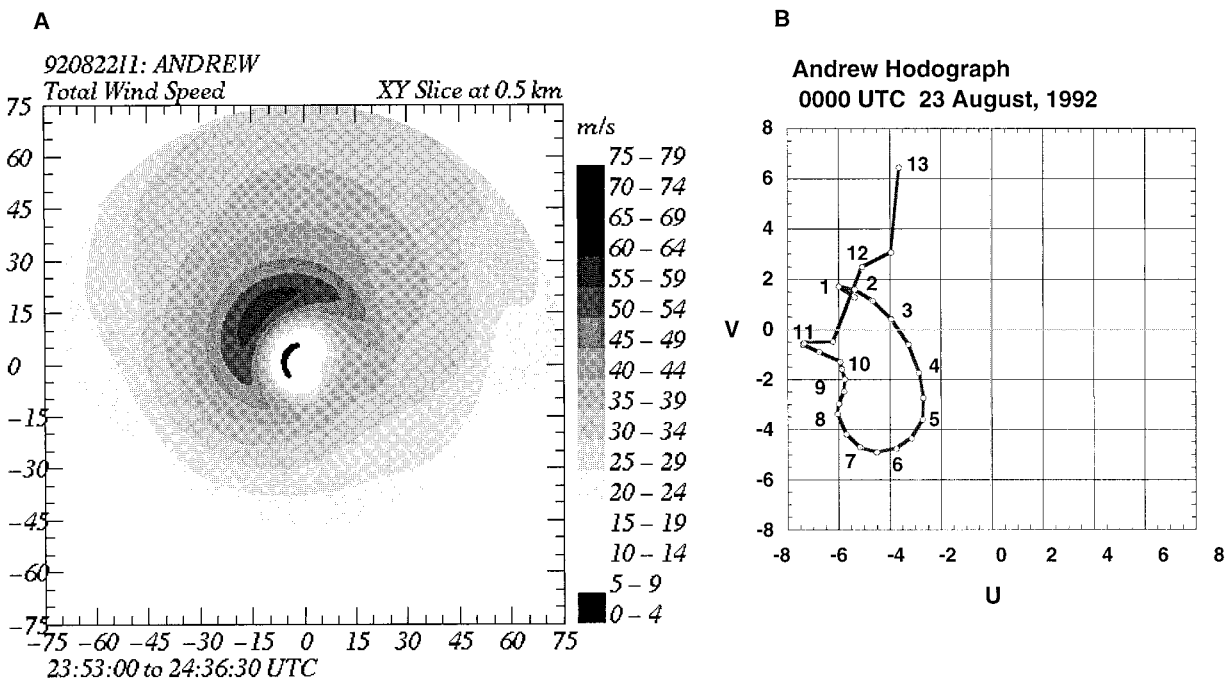 A
92082211: ANDREW
Total Wind Speed XY Slice at 0.5 km
75
60
45
30
15
0
-15
-30
-45
-60
-75
-75 -60 -45 -30 -15 0 15 30 45 60 75
23:53:00 to 24:36:30 UTC
m/s
75 – 79
70 – 74
65 – 69
60 – 64
55 – 59
50 – 54
45 – 49
40 – 44
35 – 39
30 – 34
25 – 29
20 – 24
15 – 19
10 – 14
5 – 9
0 – 4
B
Andrew Hodograph
0000 UTC 23 August, 1992
8
6
4
2
0
-2
-4
-6
-8
V
13
12
1
2
3
11
10
4
9
8
5
7
6
-8 -6 -4 -2 0 2 4 6 8
U